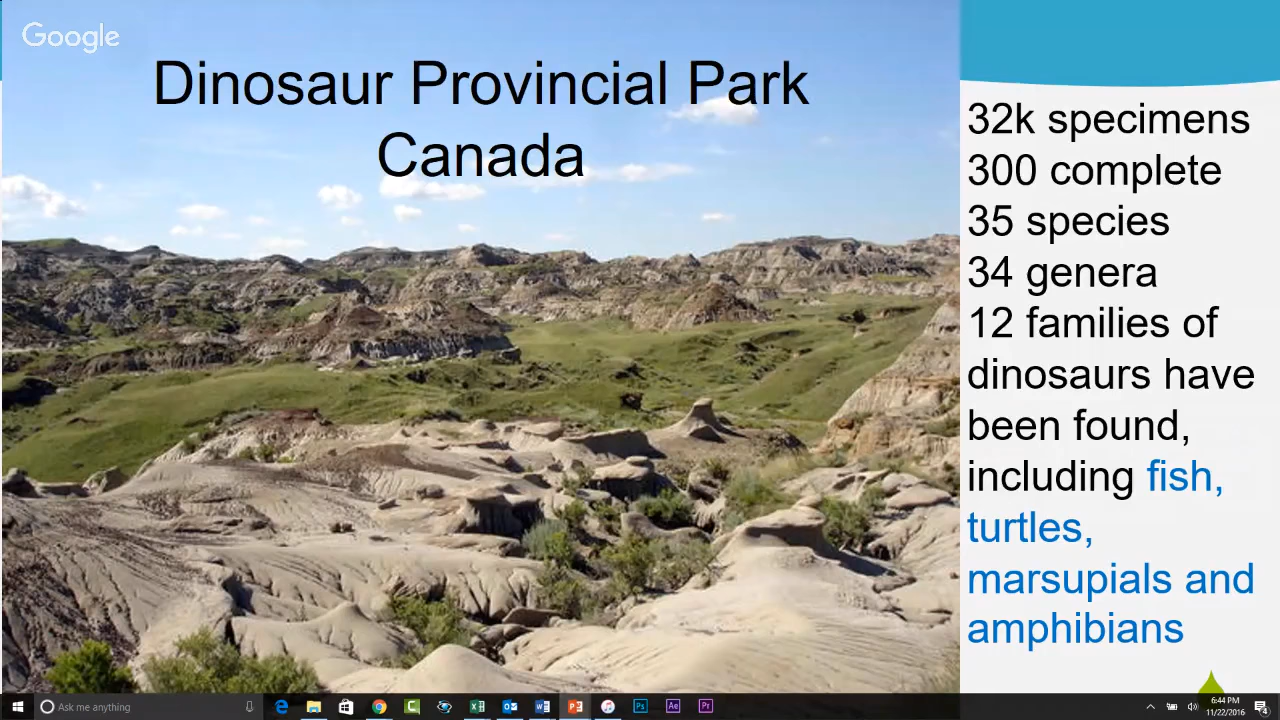 Google
Dinosaur Provincial Park
Canada
32k specimens
300 complete
35 species
34 genera
12 families of
dinosaurs have
been found,
including fish,
turtles,
marsupials and
amphibians
Ask me anything
6:44 PM
11/22/2016